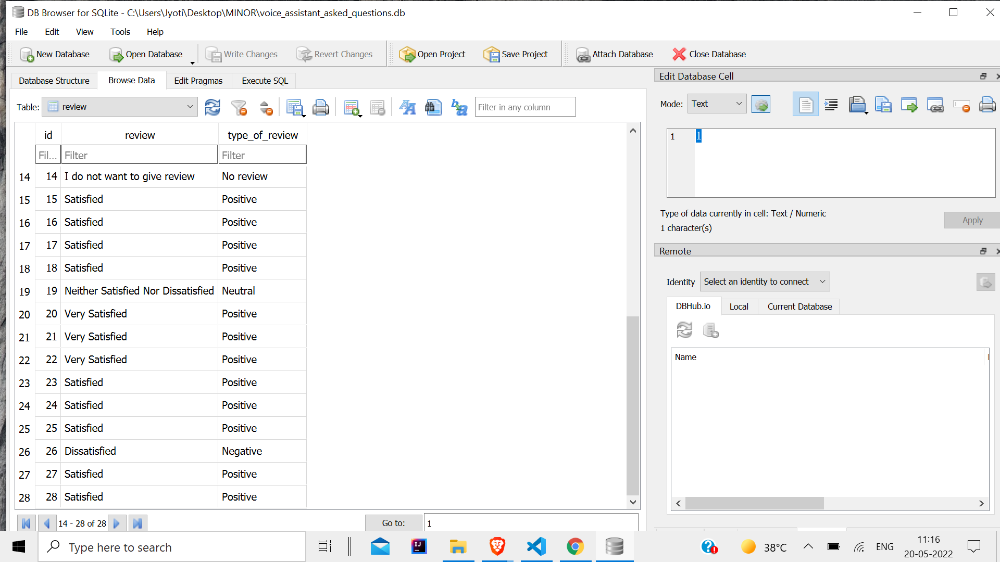 DB Browser for SQLite - C:\Users\Jyoti\Desktop\MINOR\voice_assistant_asked_questions.db
File Edit View Tools Help
New Database Open Database Write Changes Revert Changes Open Project Save Project Attach Database Close Database
Database Structure Browse Data Edit Pragmas Execute SQL
Table: review Filter in any column
id review type_of_review
Fil... Filter Filter
14 14 I do not want to give review No review
15 15 Satisfied Positive
16 16 Satisfied Positive
17 17 Satisfied Positive
18 18 Satisfied Positive
19 19 Neither Satisfied Nor Dissatisfied Neutral
20 20 Very Satisfied Positive
21 21 Very Satisfied Positive
22 22 Very Satisfied Positive
23 23 Satisfied Positive
24 24 Satisfied Positive
25 25 Satisfied Positive
26 26 Dissatisfied Negative
27 27 Satisfied Positive
28 28 Satisfied Positive
14 - 28 of 28 Go to: 1
Edit Database Cell
Mode: Text
1 1
Type of data currently in cell: Text / Numeric
1 character(s)
Apply
Remote
Identity Select an identity to connect
DBHub.io Local Current Database
Name
Type here to search
IJ
38°C ENG 11:16
20-05-2022